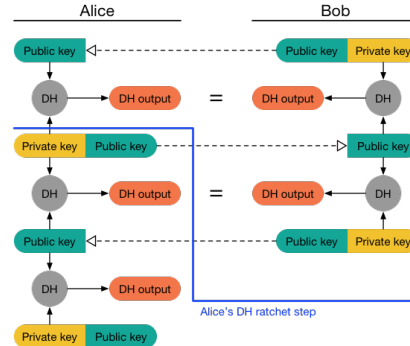 Alice Bob
Public key Public key Private key
DH DH output = DH output DH
Private key Public key Public key
DH DH output = DH output DH
Public key Public key Private key
DH DH output
Alice's DH ratchet step
Private key Public key